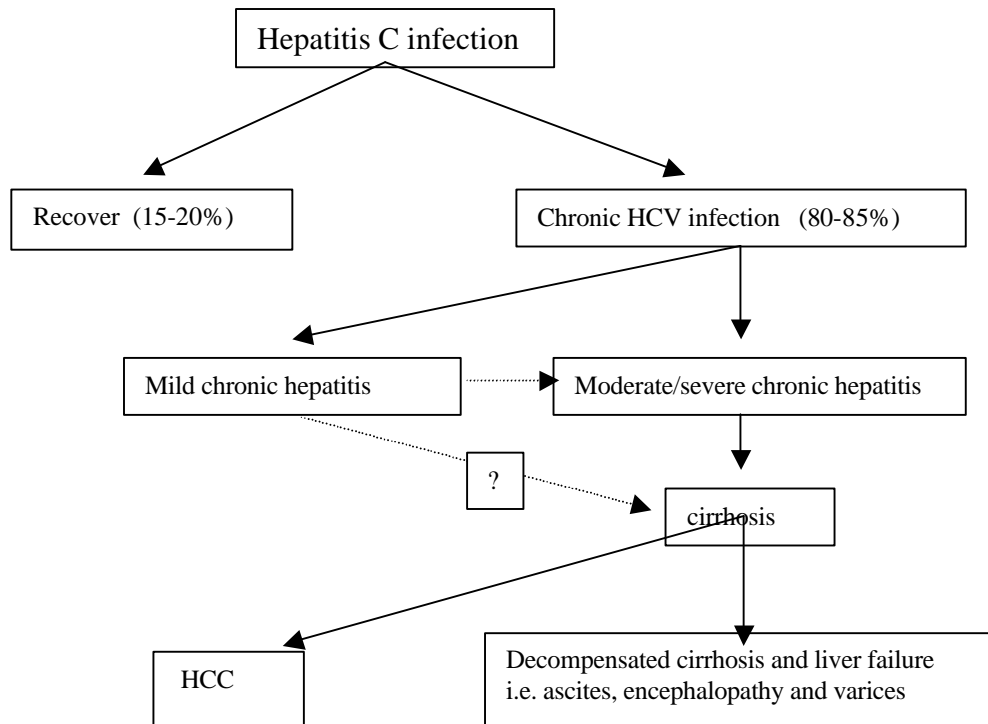 Hepatitis C infection
Recover (15-20%)
Chronic HCV infection (80-85%)
Mild chronic hepatitis
Moderate/severe chronic hepatitis
?
cirrhosis
HCC
Decompensated cirrhosis and liver failure
i.e. ascites, encephalopathy and varices